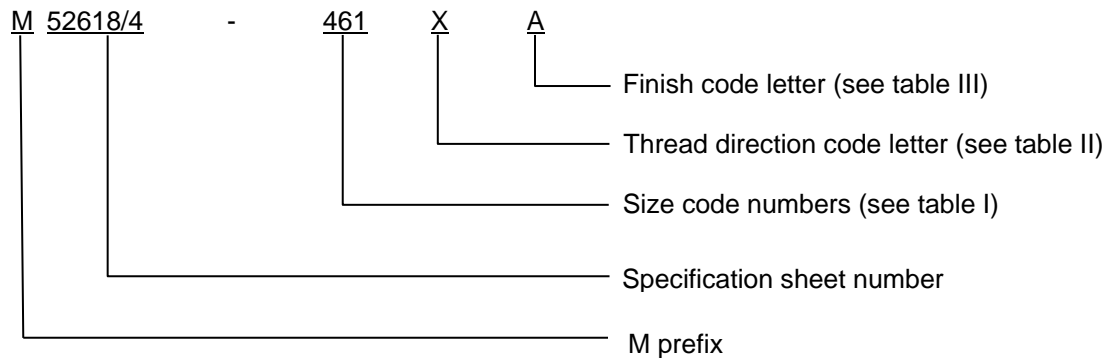 M 52618/4 - 461 X A
Finish code letter (see table III)
Thread direction code letter (see table II)
Size code numbers (see table I)
Specification sheet number
M prefix